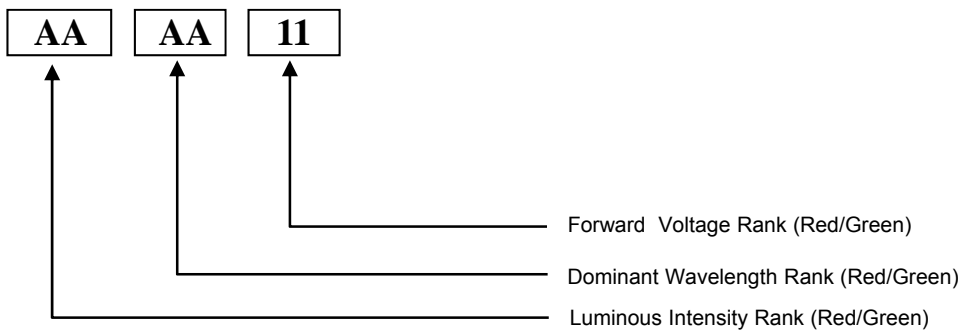 AA AA 11
Forward Voltage Rank (Red/Green)
Dominant Wavelength Rank (Red/Green)
Luminous Intensity Rank (Red/Green)